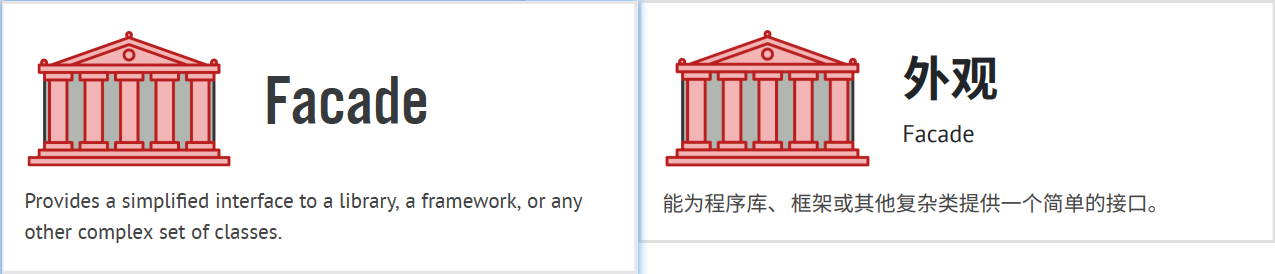 Facade
Provides a simplified interface to a library, a framework, or any
other complex set of classes.
外观
Facade
能为程序库、框架或其他复杂类提供一个简单的接口。